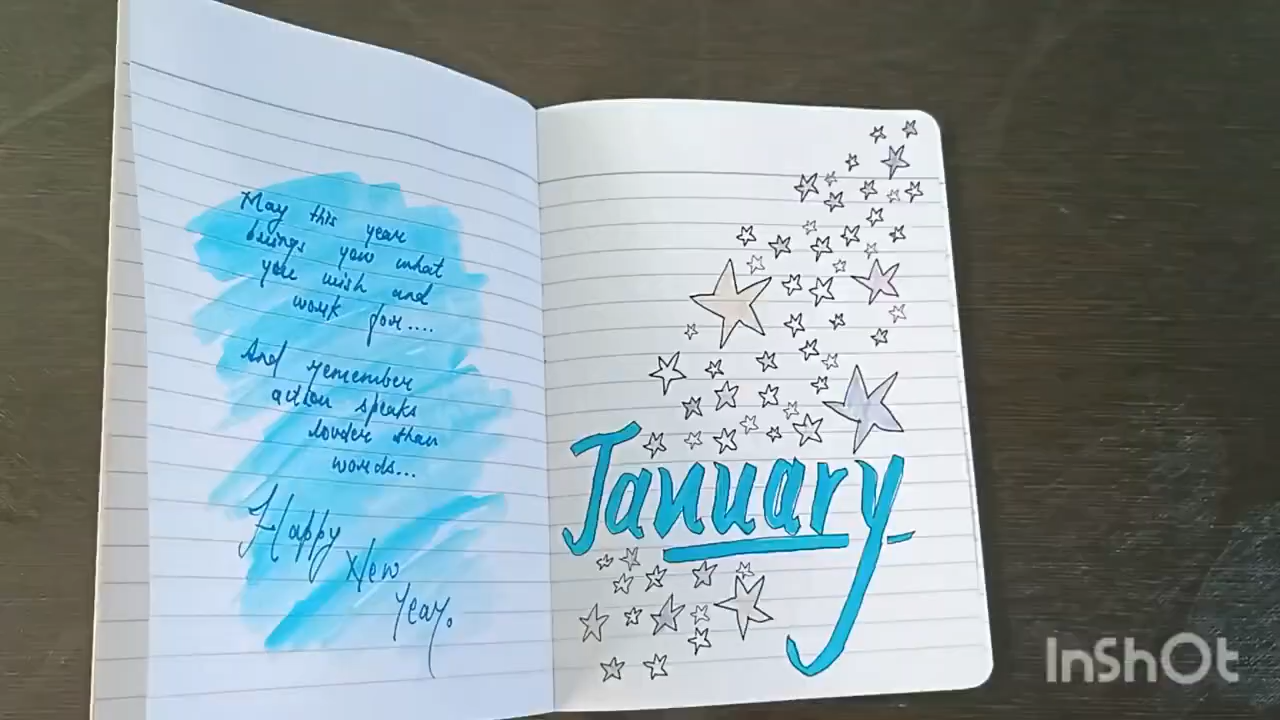 May this year
brings you what
you wish and
work for....
And remember
action speaks
louder than
words...
Happy
New
Year.
January
InShOt